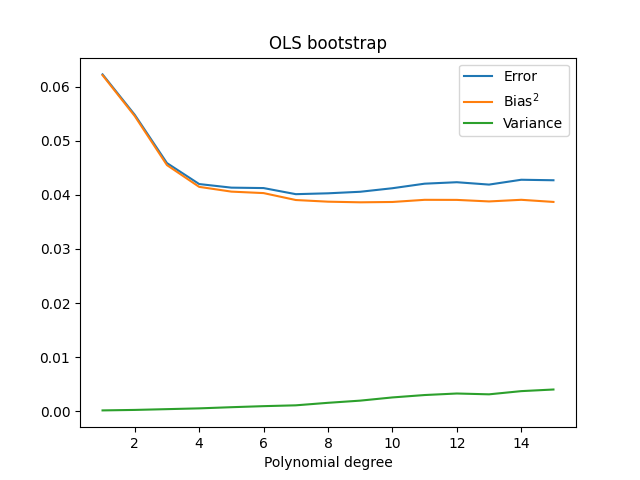 OLS bootstrap
Error
Bias²
Variance
0.06
0.05
0.04
0.03
0.02
0.01
0.00
2 4 6 8 10 12 14
Polynomial degree